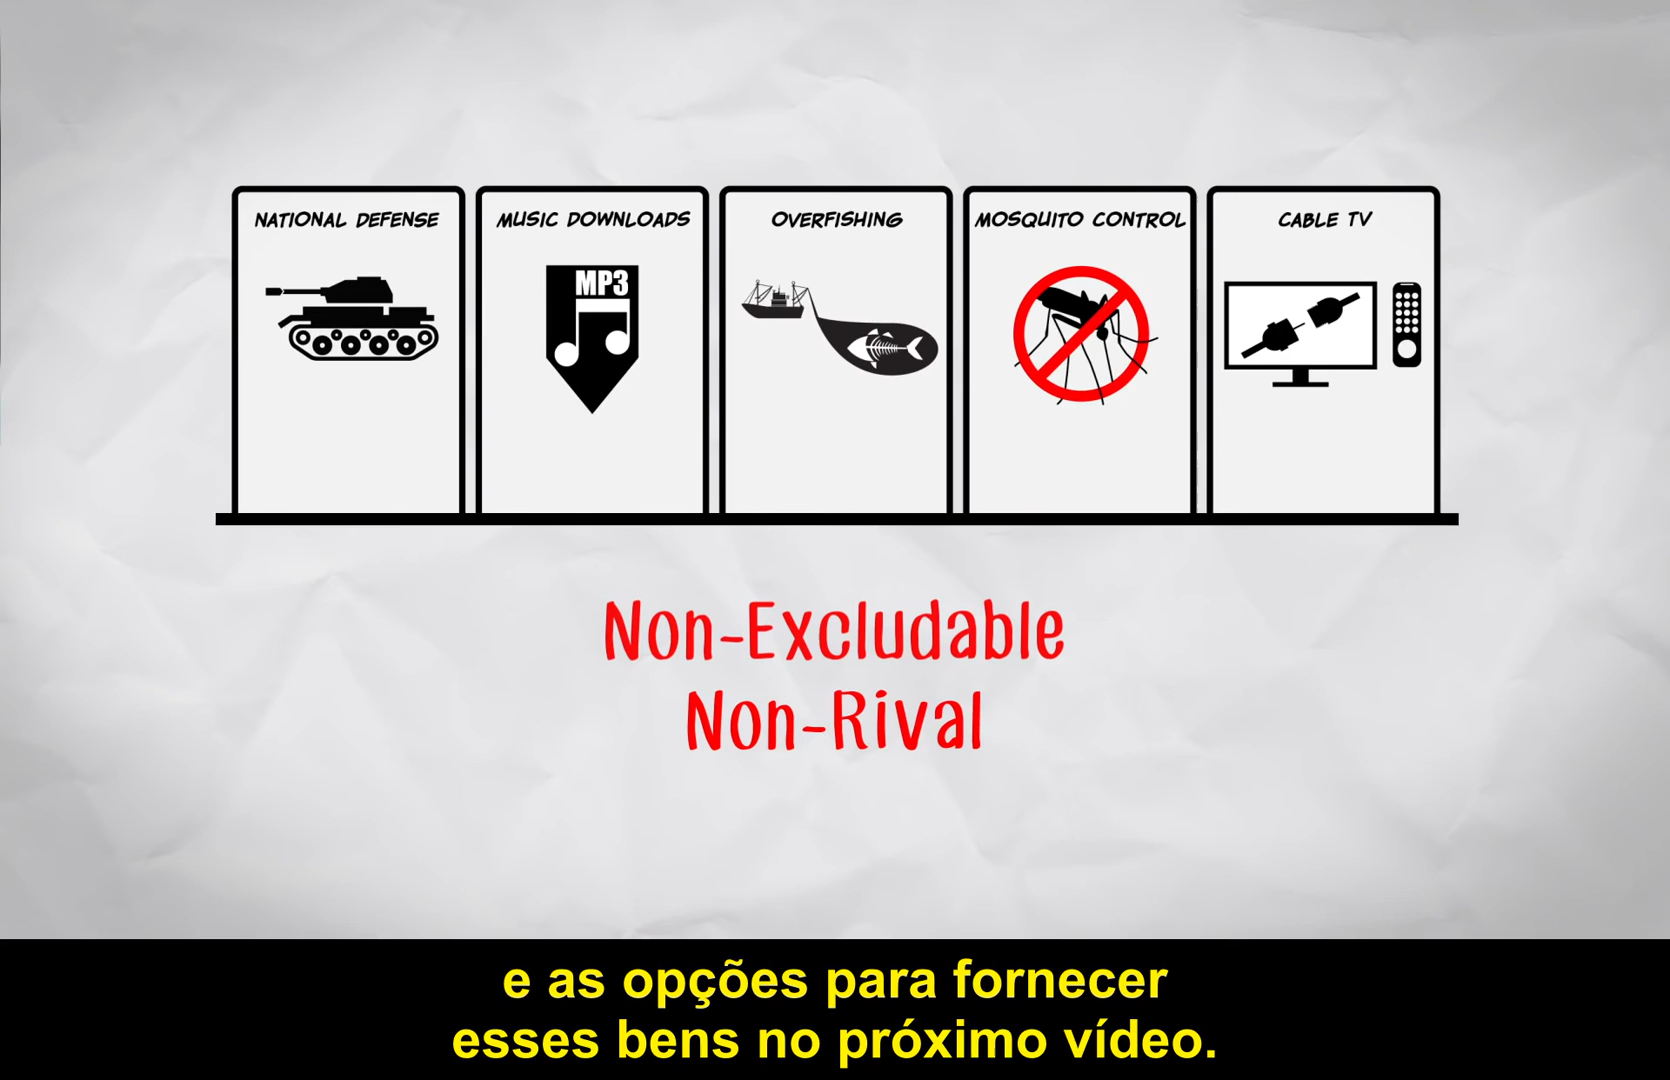 NATIONAL DEFENSE
MUSIC DOWNLOADS
OVERFISHING
MOSQUITO CONTROL
CABLE TV
MP3
Non-Excludable
Non-Rival
e as opções para fornecer
esses bens no próximo vídeo.